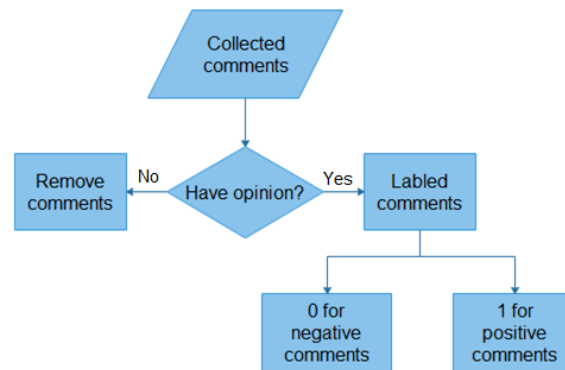 Collected
comments
No
Yes
Remove
comments
Have opinion?
Labled
comments
0 for
negative
comments
1 for
positive
comments